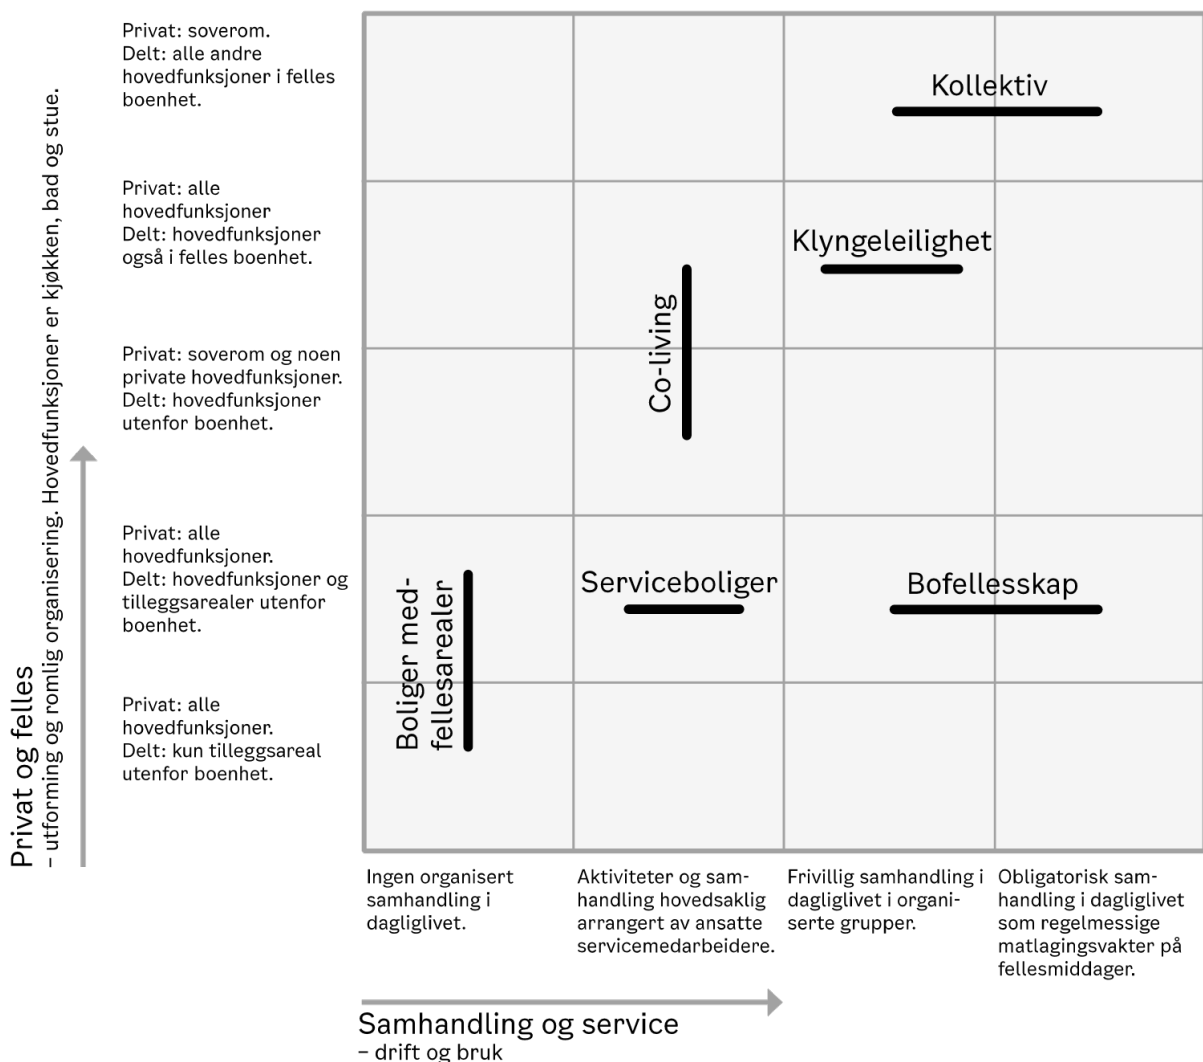 Privat og felles
– utforming og romlig organisering. Hovedfunksjoner er kjøkken, bad og stue.
Privat: soverom.
Delt: alle andre
hovedfunksjoner i felles
boenhet.
Privat: alle
hovedfunksjoner
Delt: hovedfunksjoner
også i felles boenhet.
Privat: soverom og noen
private hovedfunksjoner.
Delt: hovedfunksjoner
utenfor boenhet.
Privat: alle
hovedfunksjoner.
Delt: hovedfunksjoner og
tilleggsarealer utenfor
boenhet.
Privat: alle
hovedfunksjoner.
Delt: kun tilleggsareal
utenfor boenhet.
Kollektiv
Klyngeleilighet
Co-living
Boliger med-
fellesarealer
Serviceboliger
Bofellesskap
Ingen organisert
samhandling i
dagliglivet.
Aktiviteter og sam-
handling hovedsaklig
arrangert av ansatte
servicemedarbeidere.
Frivillig samhandling i
dagliglivet i organi-
serte grupper.
Obligatorisk sam-
handling i dagliglivet
som regelmessige
matlagingsvakter på
fellesmiddager.
Samhandling og service
– drift og bruk